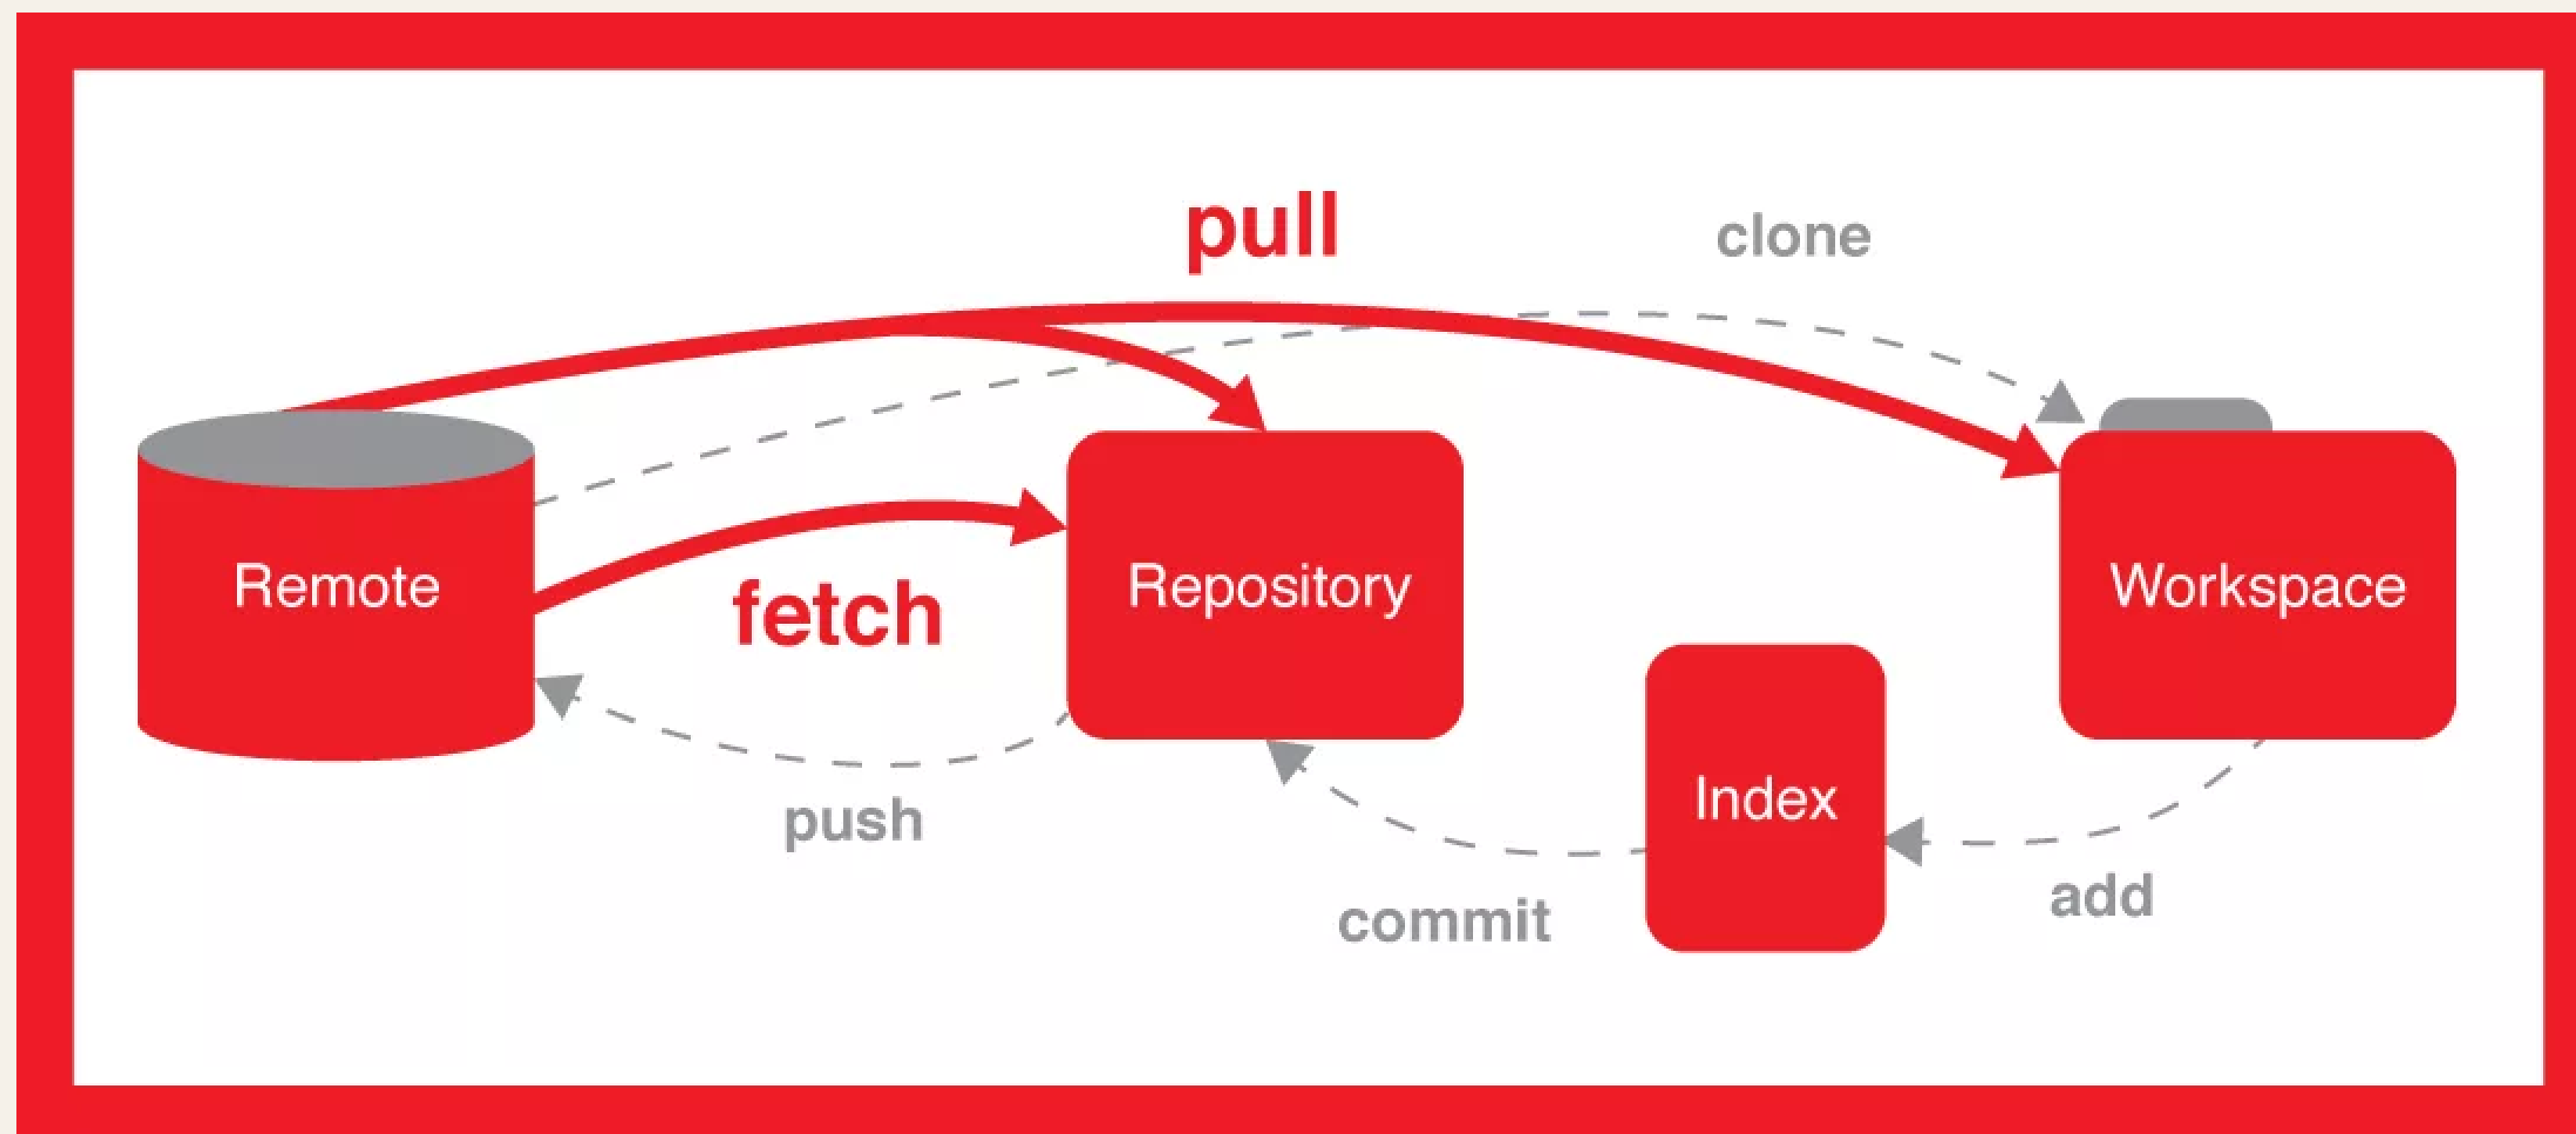 pull
clone
Remote
fetch
Repository
Workspace
Index
push
commit
add